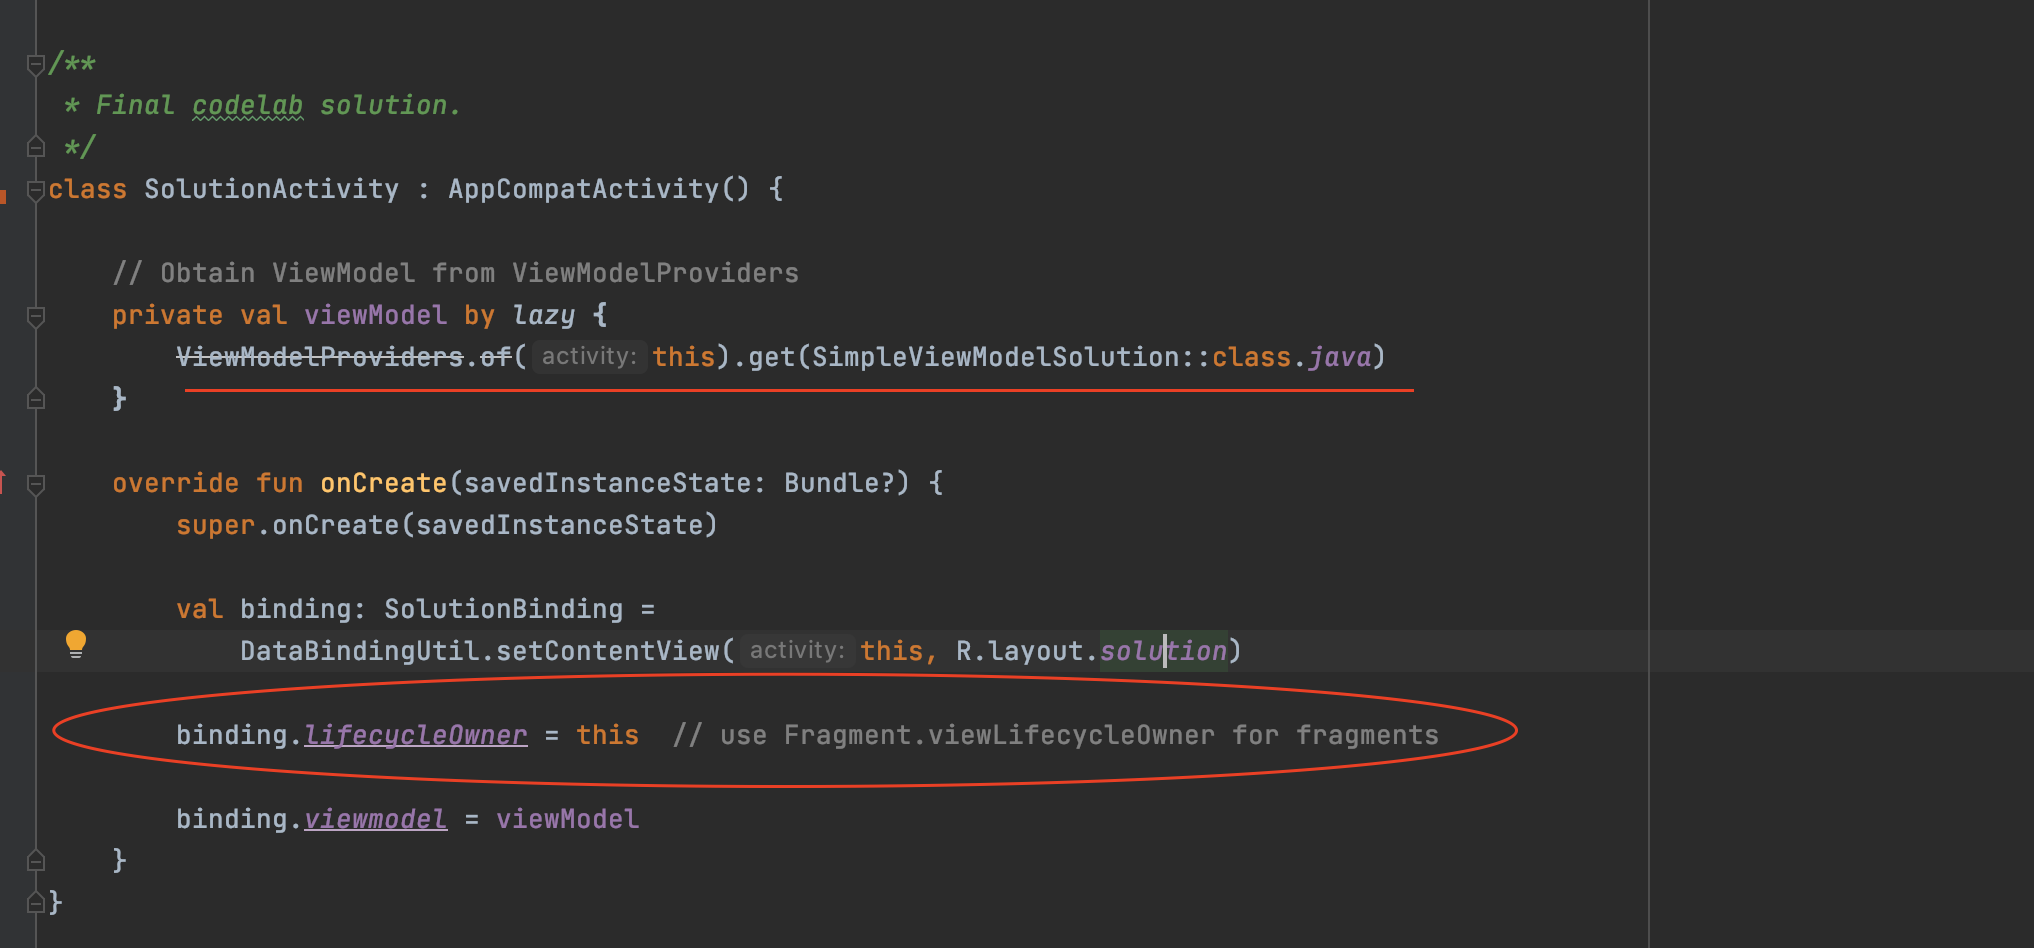 /**
* Final codelab solution.
*/
class SolutionActivity : AppCompatActivity() {
// Obtain ViewModel from ViewModelProviders
private val viewModel by lazy {
ViewModelProviders.of( activity: this).get(SimpleViewModelSolution::class.java)
}
override fun onCreate(savedInstanceState: Bundle?) {
super.onCreate(savedInstanceState)
val binding: SolutionBinding =
DataBindingUtil.setContentView( activity: this, R.layout.solution)
binding.lifecycleOwner = this // use Fragment.viewLifecycleOwner for fragments
binding.viewmodel = viewModel
}
}